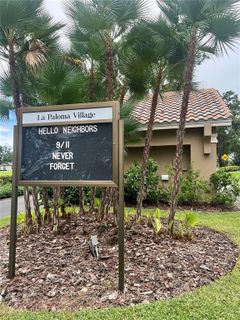 La Paloma Village
HELLO NEIGHBORS
9/11
NEVER
FORGET